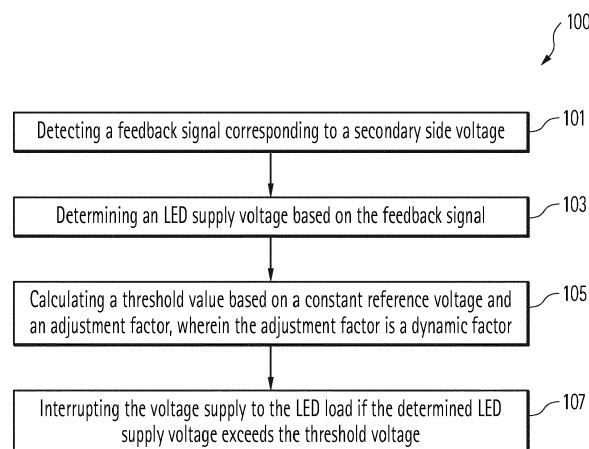 100
Detecting a feedback signal corresponding to a secondary side voltage
101
Determining an LED supply voltage based on the feedback signal
103
Calculating a threshold value based on a constant reference voltage and
an adjustment factor, wherein the adjustment factor is a dynamic factor
105
Interrupting the voltage supply to the LED load if the determined LED
supply voltage exceeds the threshold voltage
107